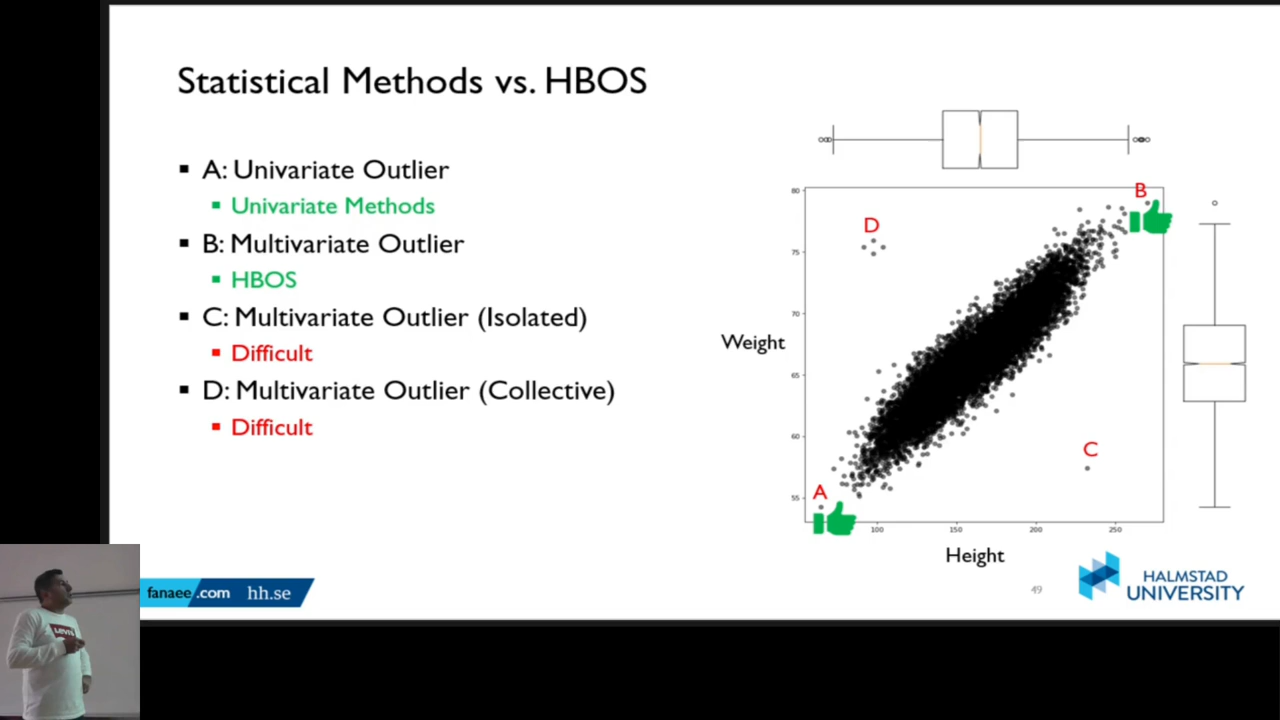 Statistical Methods vs. HBOS
A: Univariate Outlier
Univariate Methods
B: Multivariate Outlier
HBOS
C: Multivariate Outlier (Isolated)
Difficult
D: Multivariate Outlier (Collective)
Difficult
B
D
C
A
80
75
70
65
60
55
100
150
200
250
Weight
Height
fanaee.com
hh.se
49
HALMSTAD
UNIVERSITY
Levi's